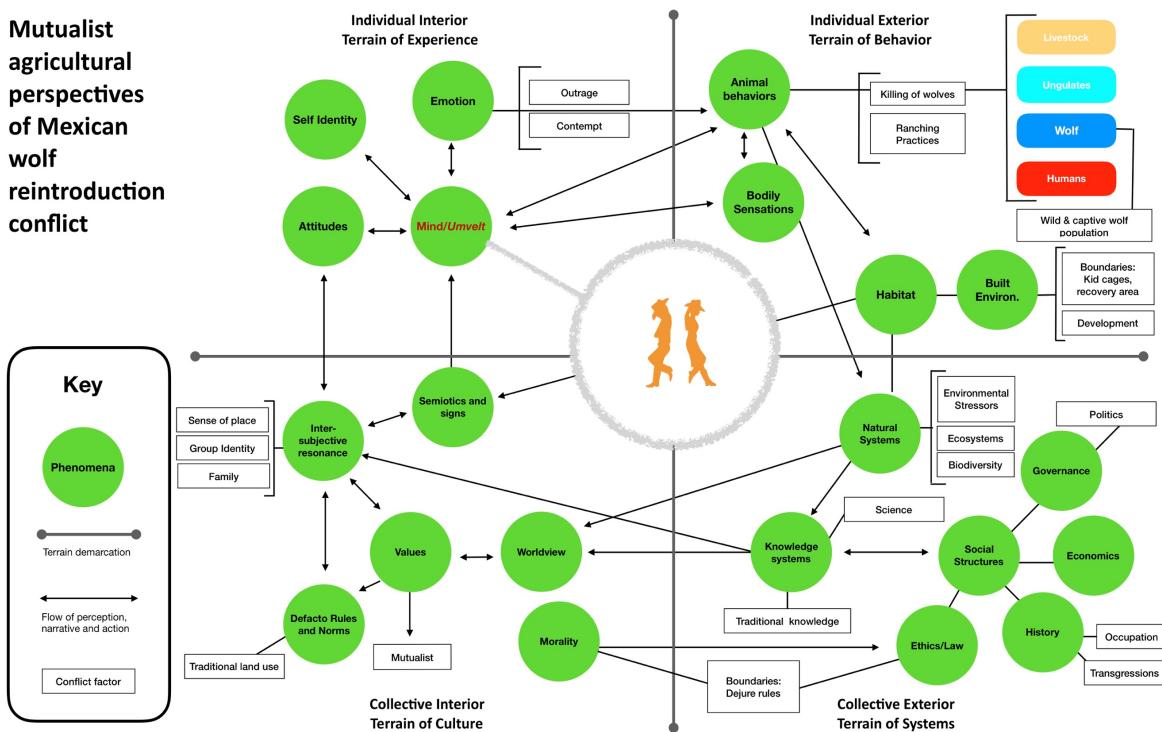 Mutualist
agricultural
perspectives
of Mexican
wolf
reintroduction
conflict
Individual Interior
Terrain of Experience
Self Identity
Emotion
Outrage
Contempt
Attitudes
Mind/Umvelt
Individual Exterior
Terrain of Behavior
Animal
behaviors
Killing of wolves
Ranching
Practices
Livestock
Ungulates
Wolf
Humans
Wild & captive wolf
population
Bodily
Sensations
Habitat
Built
Environ.
Boundaries:
Kid cages,
recovery area
Development
Key
Phenomena
Terrain demarcation
Flow of perception,
narrative and action
Conflict factor
Semiotics and
signs
Sense of place
Group Identity
Family
Inter-
subjective
resonance
Values
Worldview
Defacto Rules
and Norms
Traditional land use
Mutualist
Morality
Collective Interior
Terrain of Culture
Natural
Systems
Environmental
Stressors
Ecosystems
Biodiversity
Politics
Governance
Science
Knowledge
systems
Social
Structures
Economics
Traditional knowledge
Ethics/Law
History
Occupation
Transgressions
Boundaries:
Dejure rules
Collective Exterior
Terrain of Systems